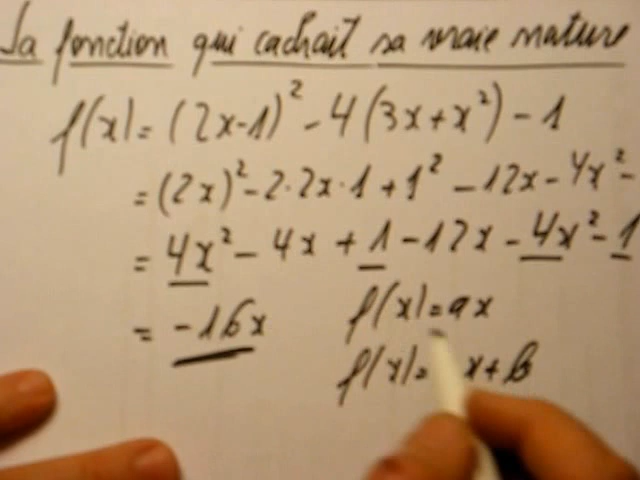 La fonction qui cachait sa vraie nature
f(x) = (2x-1)² - 4(3x+x²) - 1
= (2x)² - 2·2x·1 + 1² - 12x - 4x² -
= 4x² - 4x + 1 - 12x - 4x² - 1
= -16x
f(x) = ax
f(x) = x + b